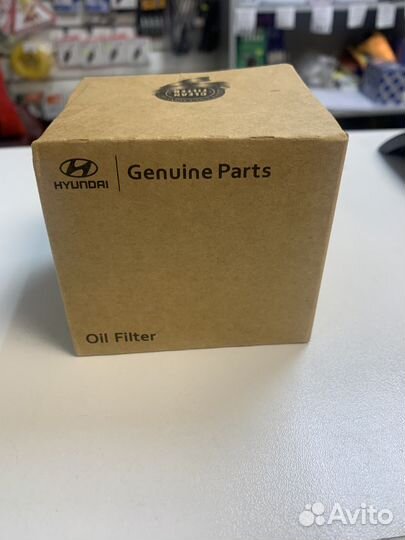 HYUNDAI
Genuine Parts
Oil Filter
Avito